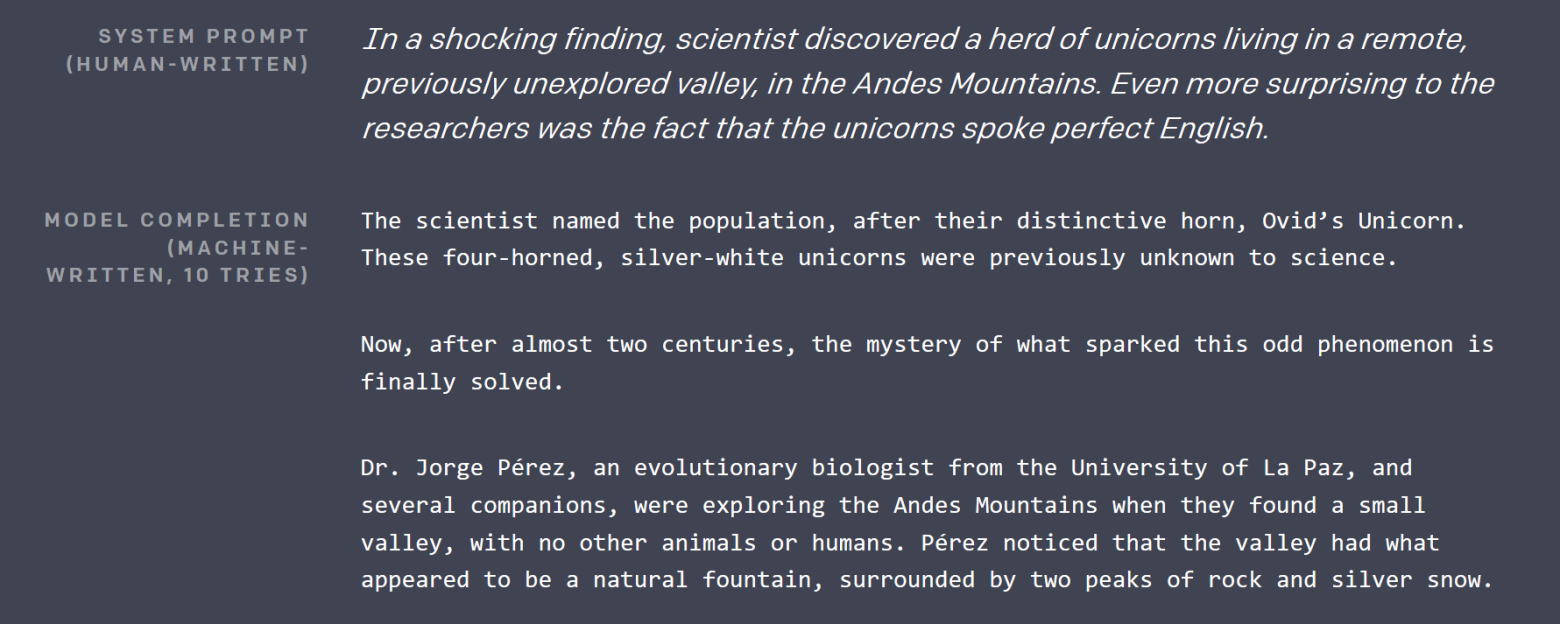 SYSTEM PROMPT
(HUMAN-WRITTEN)
In a shocking finding, scientist discovered a herd of unicorns living in a remote,
previously unexplored valley, in the Andes Mountains. Even more surprising to the
researchers was the fact that the unicorns spoke perfect English.
MODEL COMPLETION
(MACHINE-
WRITTEN, 10 TRIES)
The scientist named the population, after their distinctive horn, Ovid’s Unicorn.
These four-horned, silver-white unicorns were previously unknown to science.
Now, after almost two centuries, the mystery of what sparked this odd phenomenon is
finally solved.
Dr. Jorge Pérez, an evolutionary biologist from the University of La Paz, and
several companions, were exploring the Andes Mountains when they found a small
valley, with no other animals or humans. Pérez noticed that the valley had what
appeared to be a natural fountain, surrounded by two peaks of rock and silver snow.